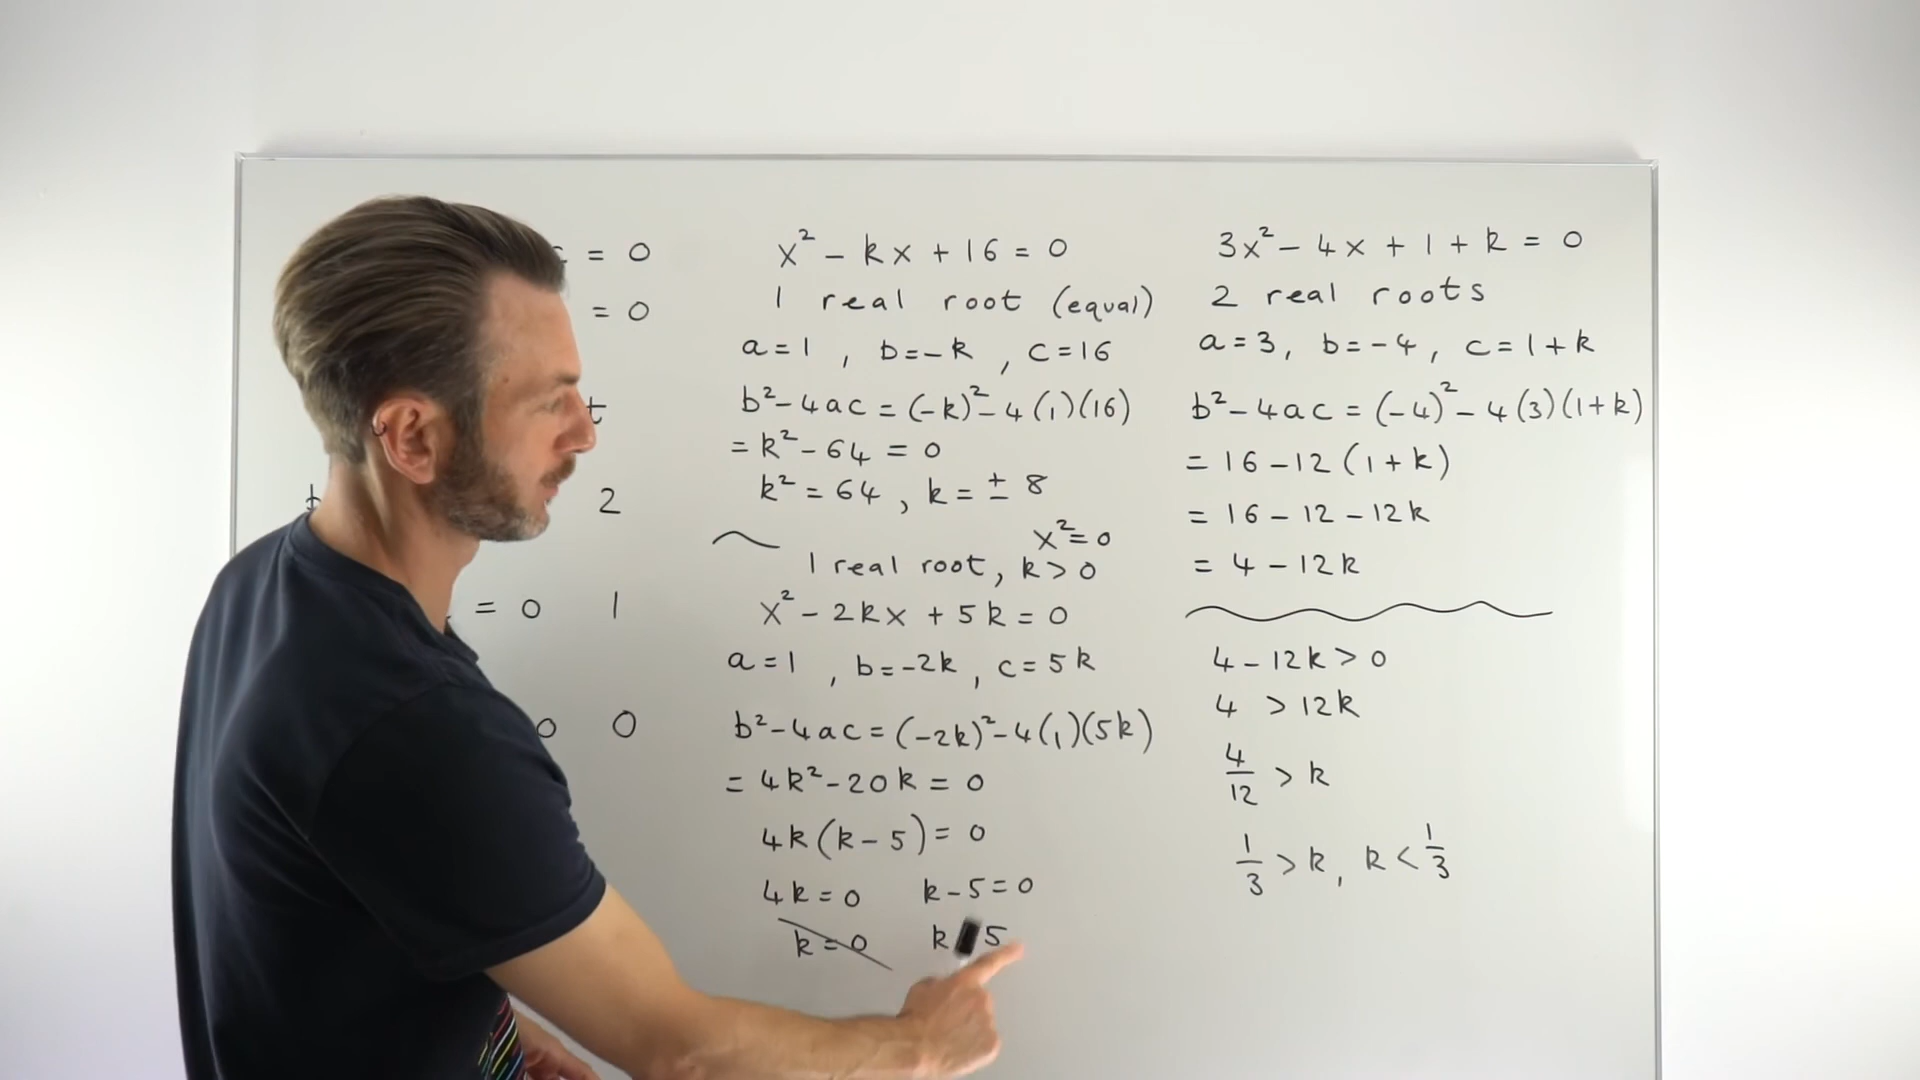 = 0
= 0
t
2
= 0 1
0 0
x² - kx + 16 = 0
1 real root (equal)
a = 1 , b = -k , c = 16
b² - 4ac = (-k)² - 4(1)(16)
= k² - 64 = 0
k² = 64 , k = ± 8
x² = 0
1 real root, k > 0
x² - 2kx + 5k = 0
a = 1 , b = -2k , c = 5k
b² - 4ac = (-2k)² - 4(1)(5k)
= 4k² - 20k = 0
4k(k - 5) = 0
4k = 0 k - 5 = 0
k = 0 k 5
3x² - 4x + 1 + k = 0
2 real roots
a = 3, b = -4, c = 1 + k
b² - 4ac = (-4)² - 4(3)(1+k)
= 16 - 12(1+k)
= 16 - 12 - 12k
= 4 - 12k
4 - 12k > 0
4 > 12k
4/12 > k
1/3 > k, k < 1/3